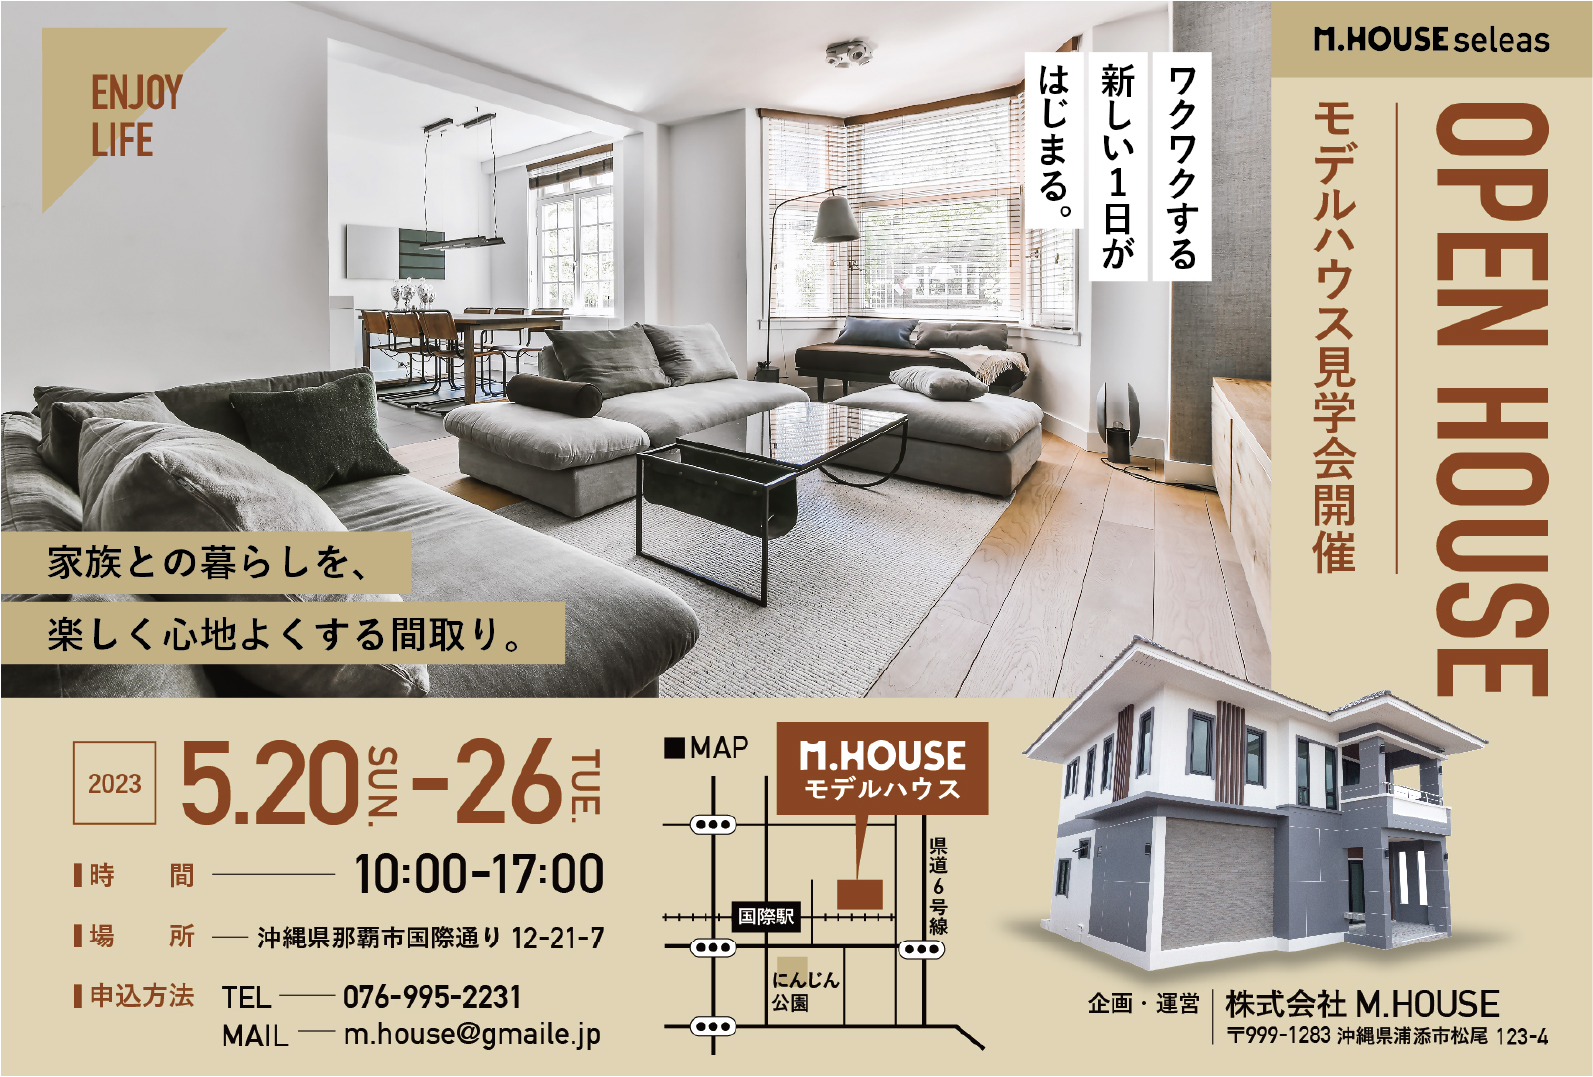 ENJOY
LIFE
ワクワクする
新しい1日が
はじまる。
M.HOUSE seleas
OPEN HOUSE
モデルハウス見学会開催
家族との暮らしを、
楽しく心地よくする間取り。
2023
5.20 SUN. -26 TUE.
時 間 10:00-17:00
場 所 沖縄県那覇市国際通り 12-21-7
申込方法 TEL 076-995-2231
MAIL m.house@gmaile.jp
■MAP
M.HOUSE
モデルハウス
県道6号線
国際駅
にんじん
公園
企画・運営 株式会社 M.HOUSE
〒999-1283 沖縄県浦添市松尾 123-4